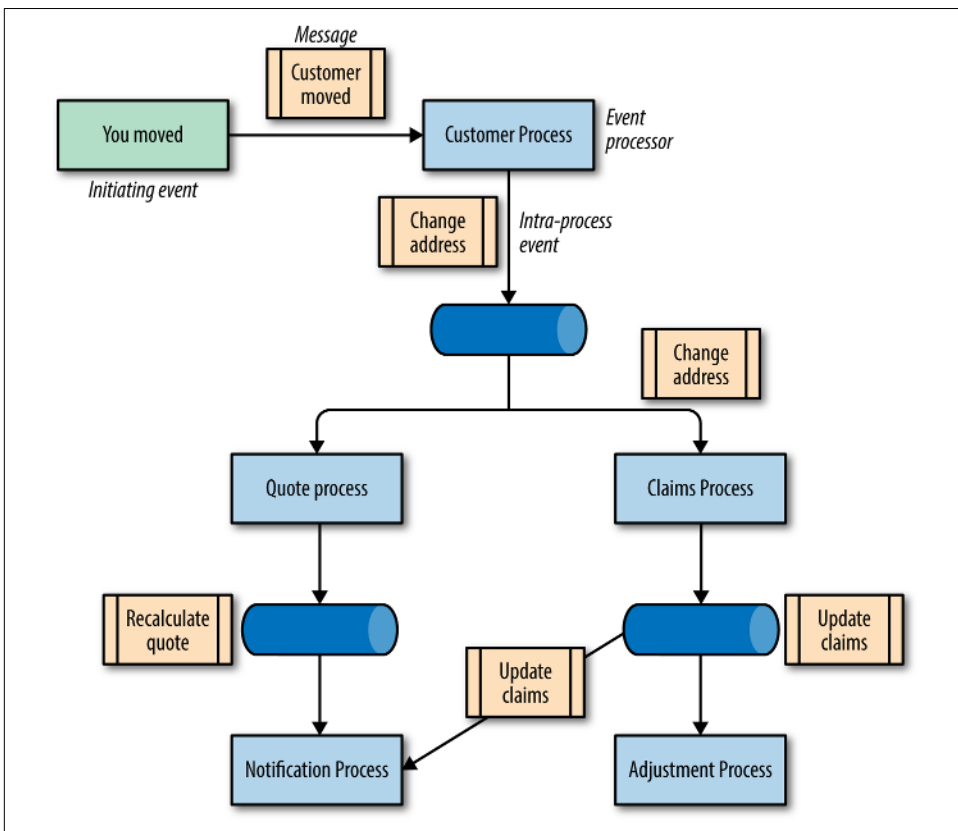 Message
Customer
moved
You moved
Customer Process
Event
processor
Initiating event
Change
address
Intra-process
event
Change
address
Quote process
Claims Process
Recalculate
quote
Update
claims
Update
claims
Notification Process
Adjustment Process